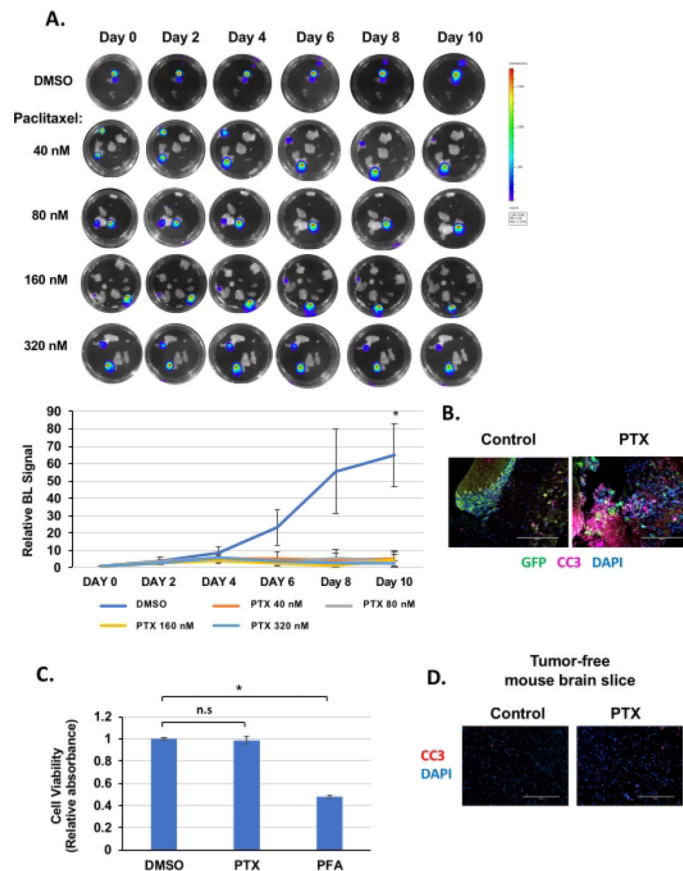 A.
Day 0 Day 2 Day 4 Day 6 Day 8 Day 10
DMSO
Paclitaxel:
40 nM
80 nM
160 nM
320 nM
90
80
70
60
50
40
30
20
10
0
Relative BL Signal
*
DAY 0 DAY 2 DAY 4 DAY 6 Day 8 Day 10
DMSO PTX 40 nM PTX 80 nM
PTX 160 nM PTX 320 nM
B.
Control PTX
GFP CC3 DAPI
C.
*
n.s
1.2
1
0.8
0.6
0.4
0.2
0
Cell Viability
(Relative absorbance)
DMSO PTX PFA
D.
Tumor-free
mouse brain slice
Control PTX
CC3
DAPI